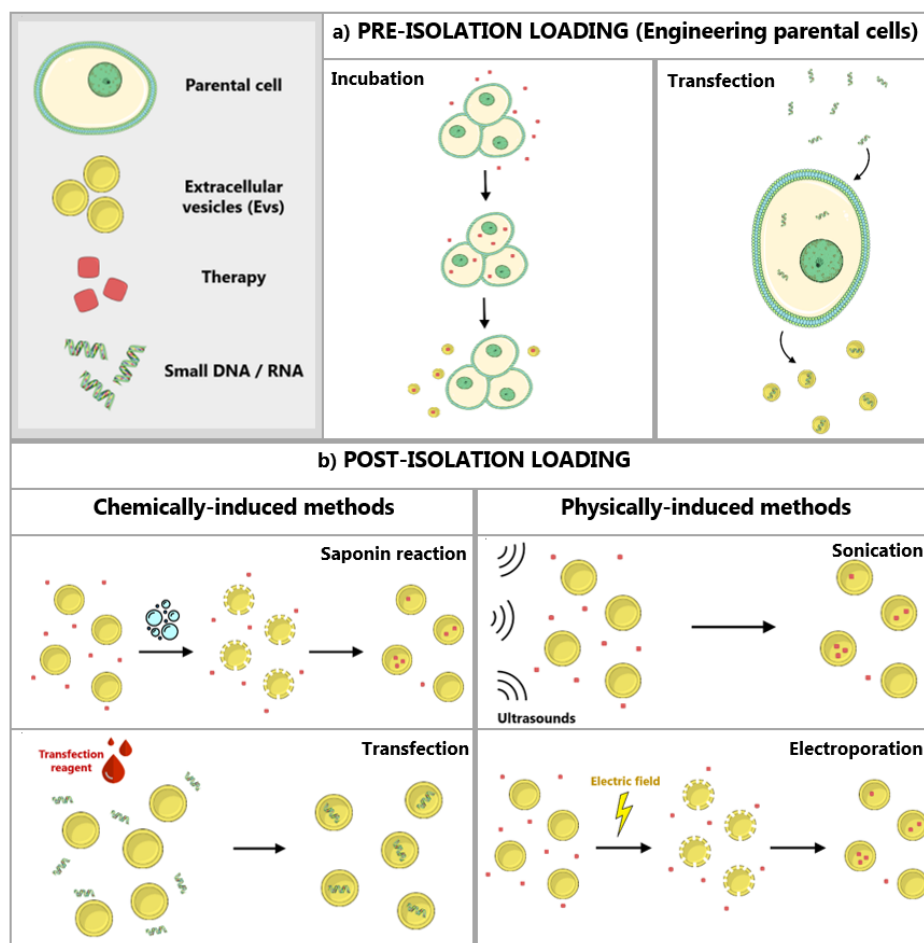 Parental cell
Extracellular
vesicles (Evs)
Therapy
Small DNA / RNA
a) PRE-ISOLATION LOADING (Engineering parental cells)
Incubation
Transfection
b) POST-ISOLATION LOADING
Chemically-induced methods
Physically-induced methods
Saponin reaction
Sonication
Ultrasounds
Transfection
reagent
Transfection
Electroporation
Electric field